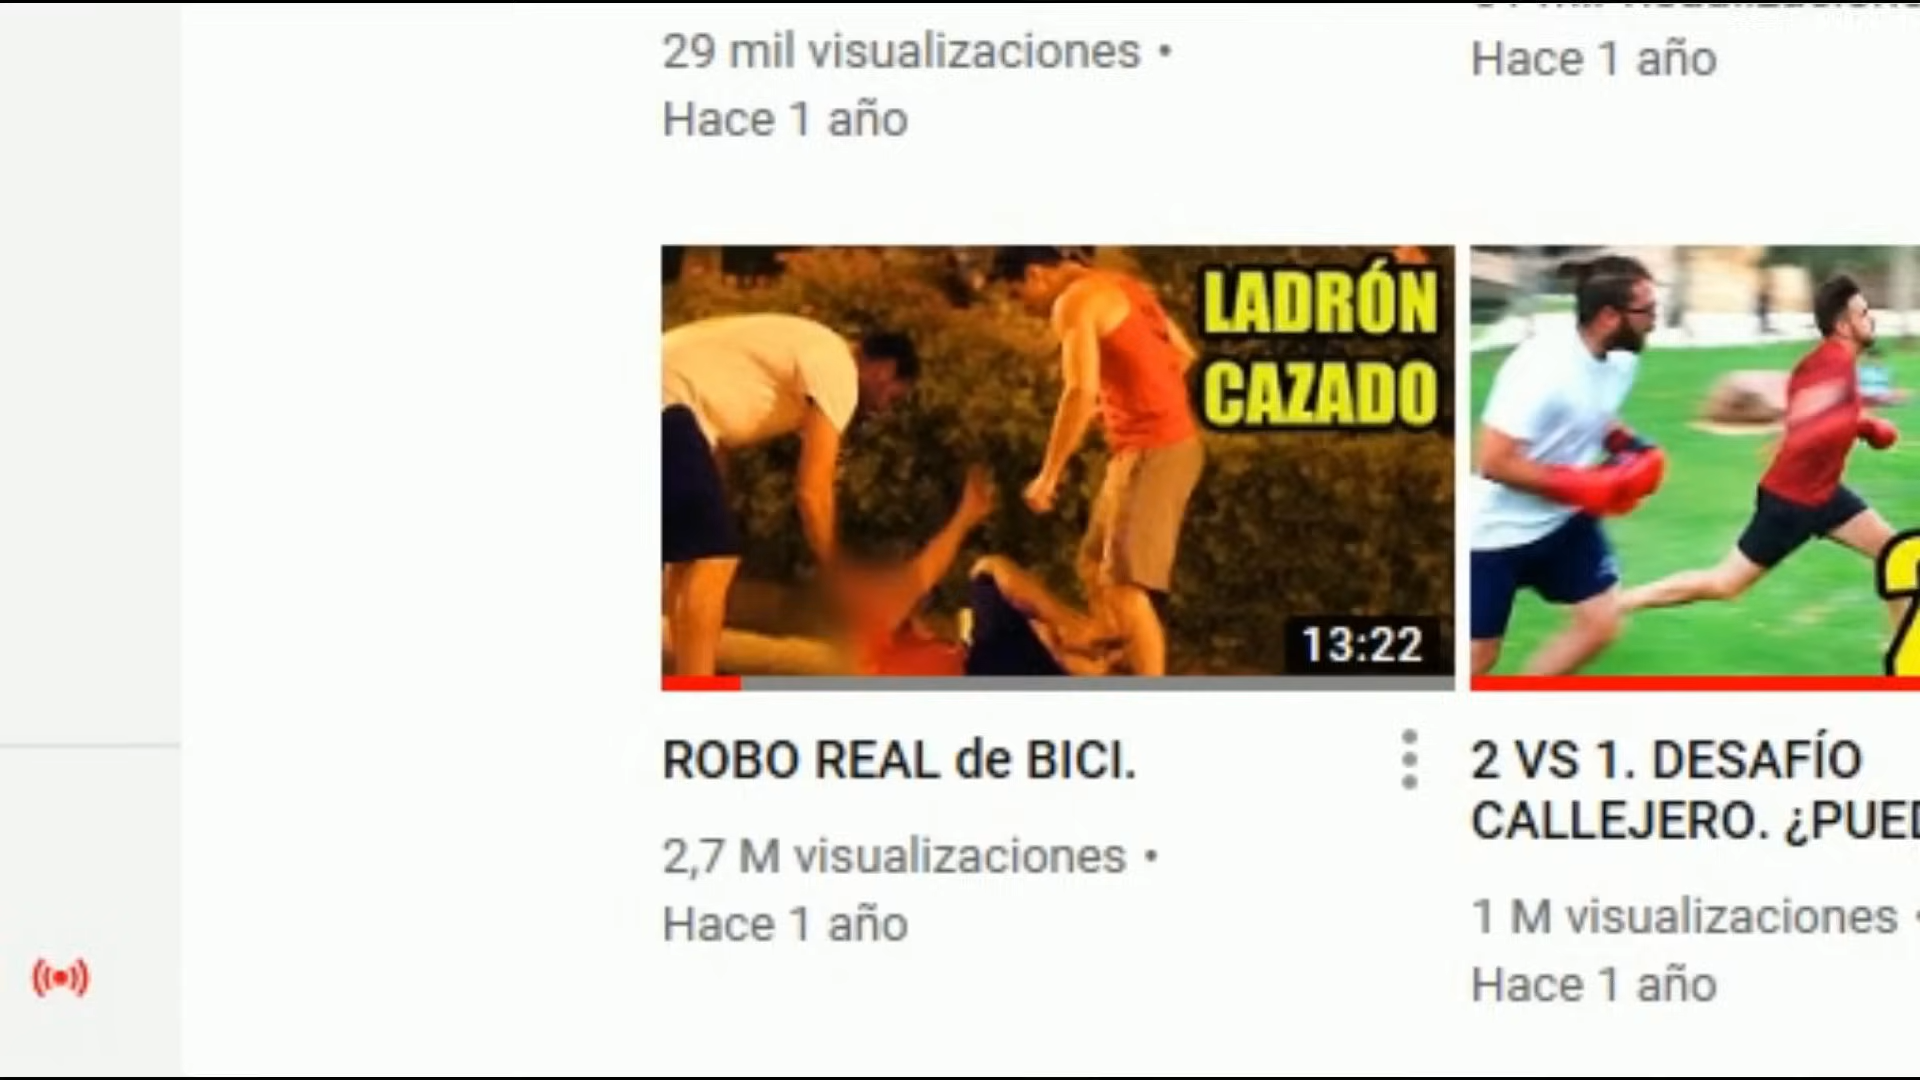 29 mil visualizaciones •
Hace 1 año
Hace 1 año
LADRÓN
CAZADO
13:22
ROBO REAL de BICI.
2,7 M visualizaciones •
Hace 1 año
2 VS 1. DESAFÍO
CALLEJERO.
1 M visualizaciones •
Hace 1 año